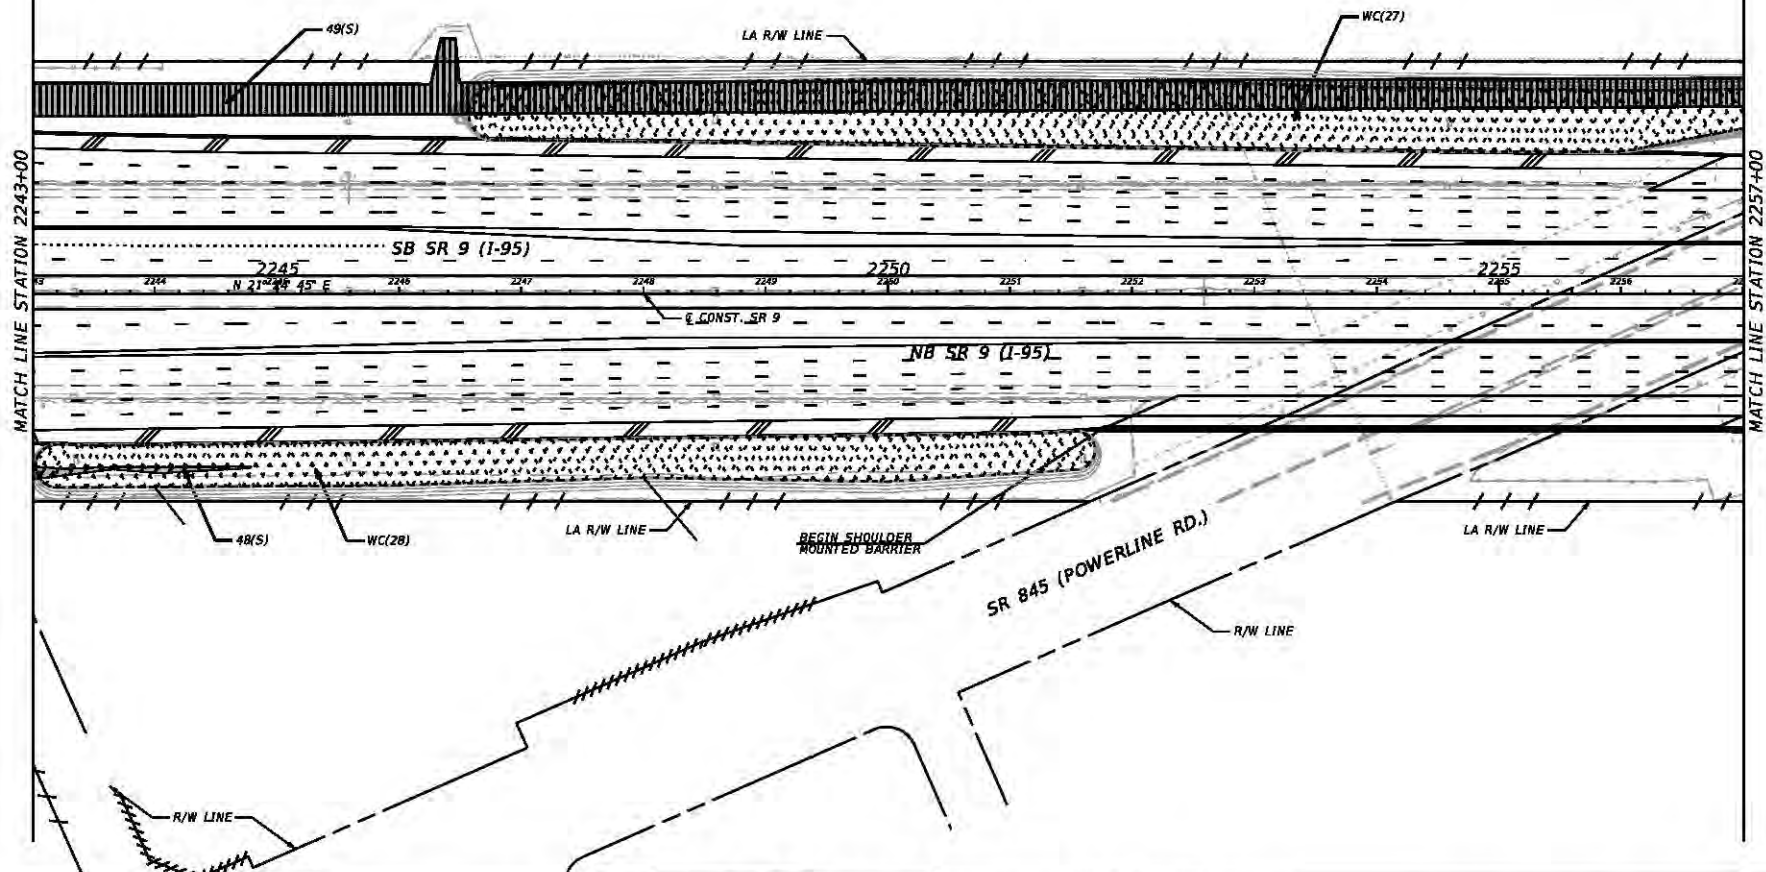 49(S)
WC(27)
LA R/W LINE
MATCH LINE STATION 2243+00
MATCH LINE STATION 2257+00
SB SR 9 (I-95)
2245
2250
2255
2244
2246
2247
2248
2249
2250
2251
2252
2253
2254
2255
2256
℄ CONST. SR 9
NB SR 9 (I-95)
48(S)
WC(28)
LA R/W LINE
BEGIN SHOULDER
MOUNTED BARRIER
LA R/W LINE
SR 845 (POWERLINE RD.)
R/W LINE
R/W LINE